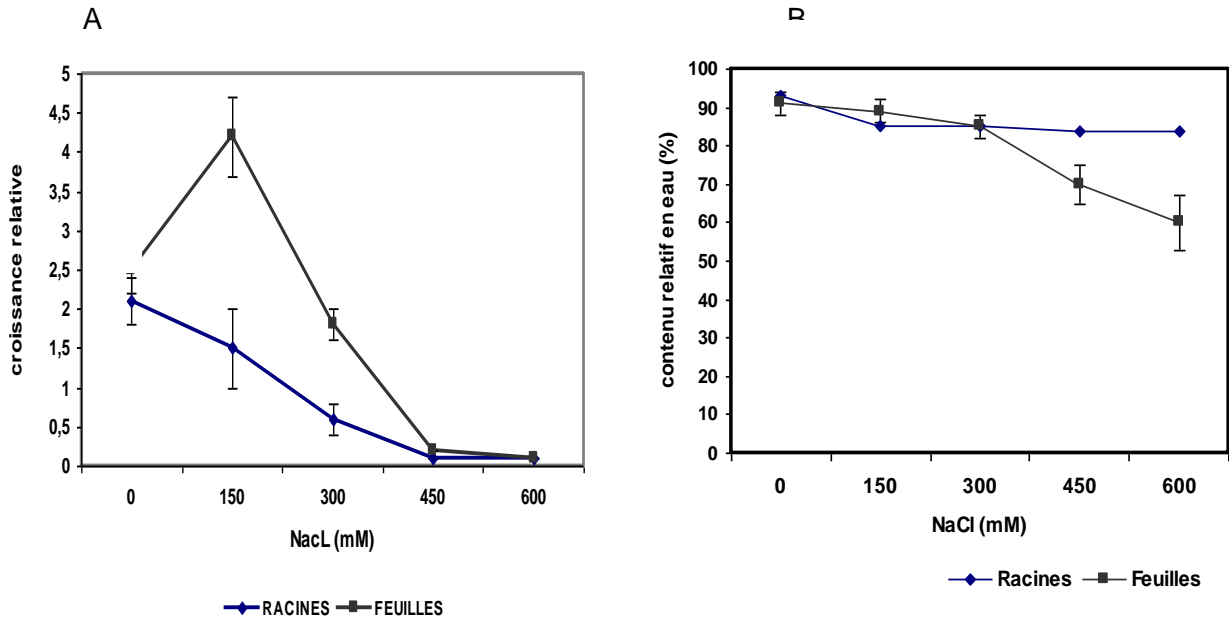 A
croissance relative
5
4,5
4
3,5
3
2,5
2
1,5
1
0,5
0
0 150 300 450 600
NacL (mM)
RACINES FEUILLES
B
contenu relatif en eau (%)
100
90
80
70
60
50
40
30
20
10
0
0 150 300 450 600
NaCl (mM)
Racines Feuilles